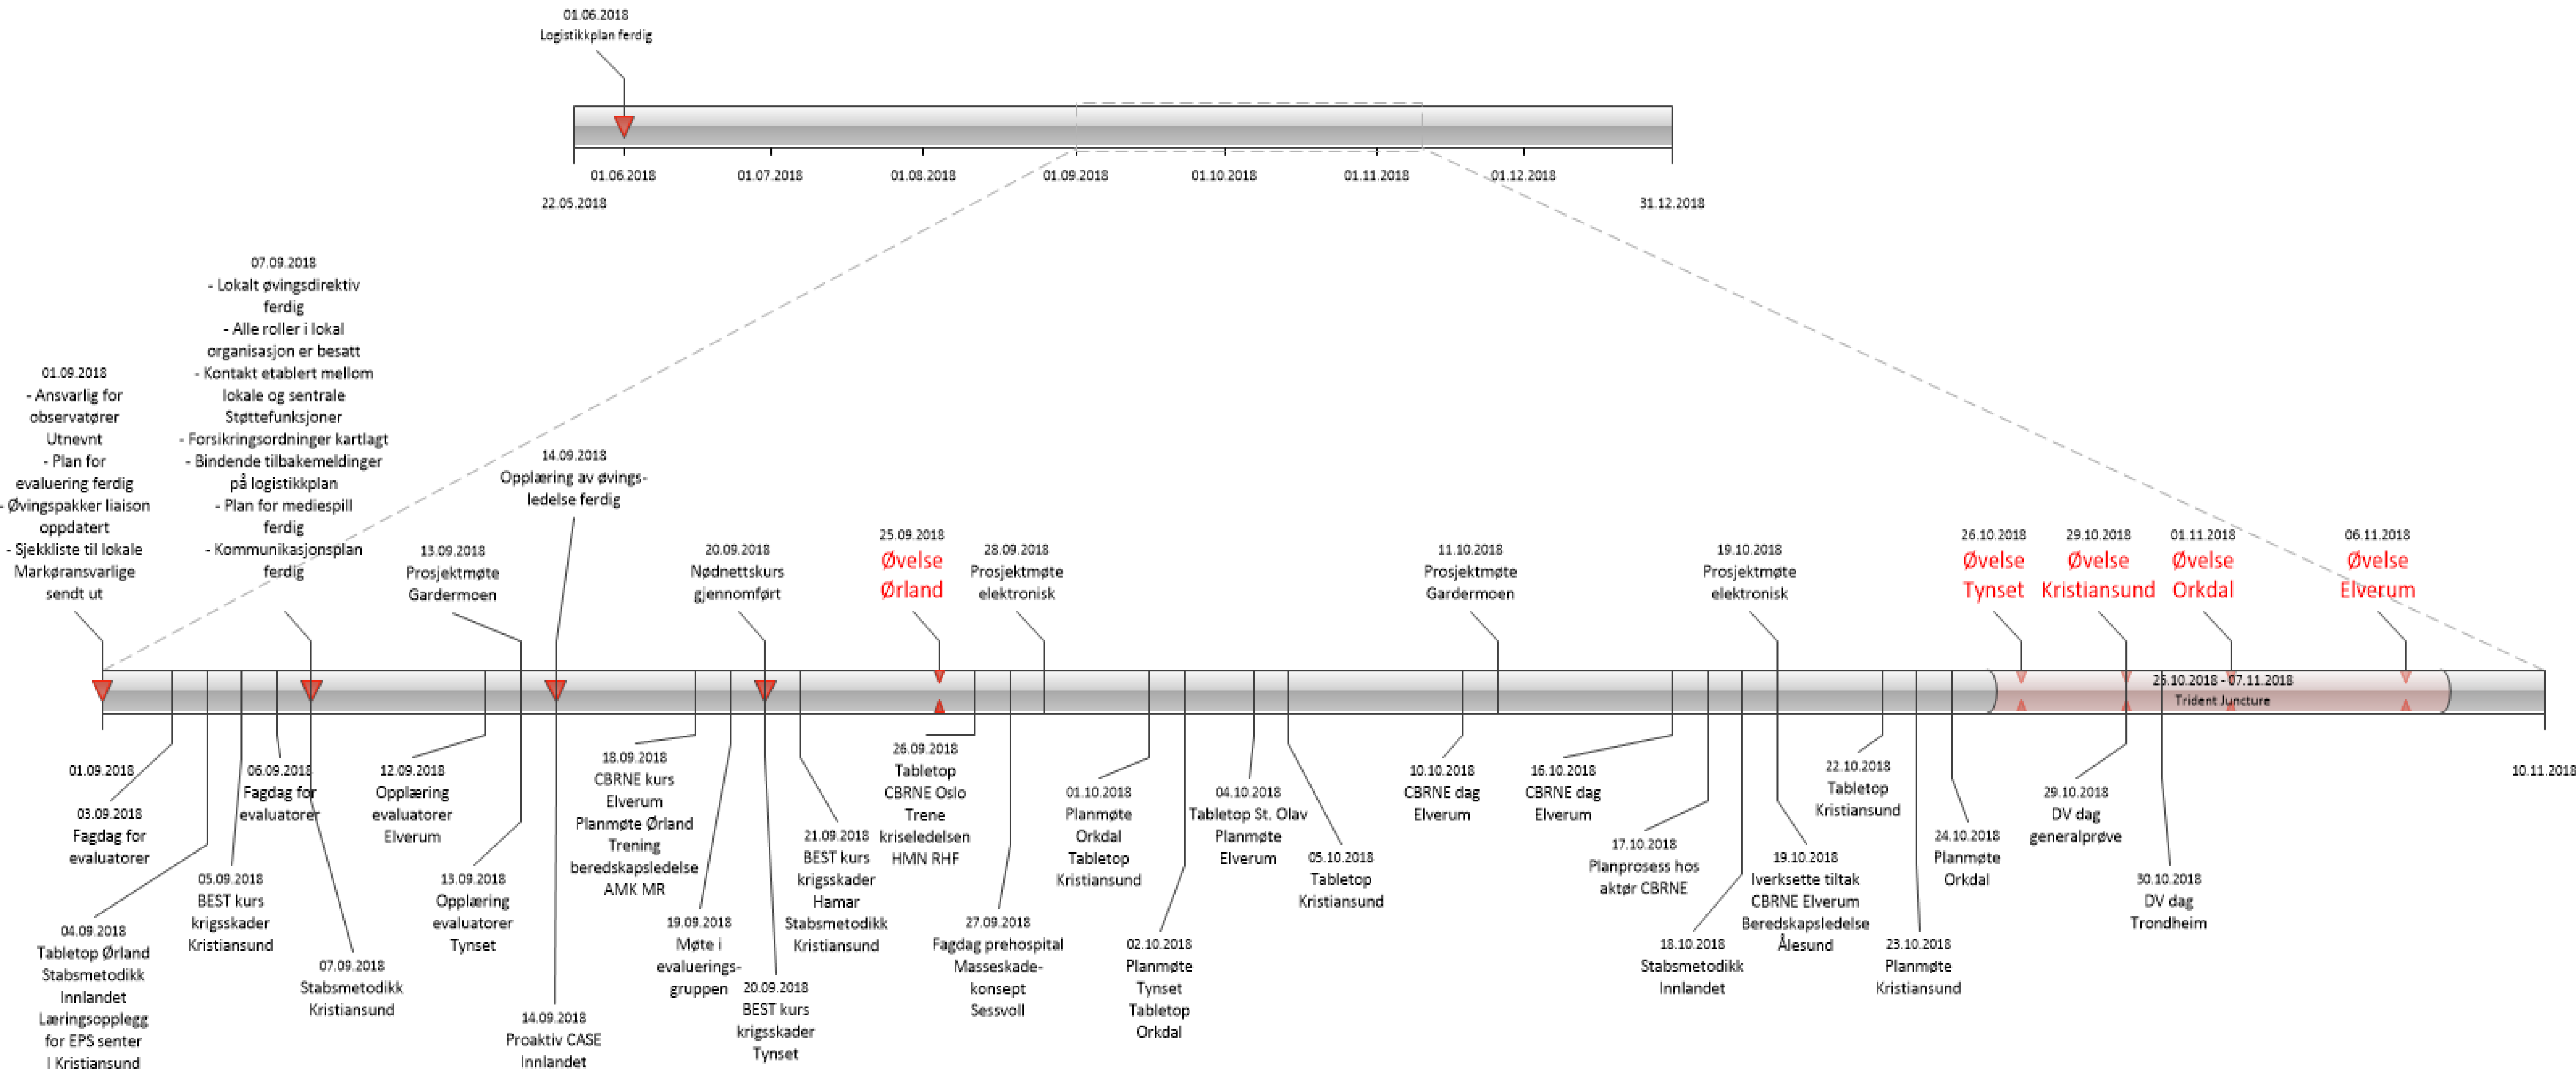 01.06.2018
Logistikkplan ferdig
01.06.2018
01.07.2018
01.08.2018
01.09.2018
01.10.2018
01.11.2018
01.12.2018
22.05.2018
31.12.2018
01.09.2018
- Ansvarlig for
observatører
Utnevnt
- Plan for
evaluering ferdig
- Øvingspakker liaison
oppdatert
- Sjekkliste til lokale
Markøransvarlige
sendt ut
07.09.2018
- Lokalt øvingsdirektiv
ferdig
- Alle roller i lokal
organisasjon er besatt
- Kontakt etablert mellom
lokale og sentrale
Støttefunksjoner
- Forsikringsordninger kartlagt
- Bindende tilbakemeldinger
på logistikkplan
- Plan for mediespill
ferdig
- Kommunikasjonsplan
ferdig
13.09.2018
Prosjektmøte
Gardermoen
14.09.2018
Opplæring av øvings-
ledelse ferdig
20.09.2018
Nødnettskurs
gjennomført
25.09.2018
Øvelse
Ørland
28.09.2018
Prosjektmøte
elektronisk
11.10.2018
Prosjektmøte
Gardermoen
19.10.2018
Prosjektmøte
elektronisk
26.10.2018
Øvelse
Tynset
29.10.2018
Øvelse
Kristiansund
01.11.2018
Øvelse
Orkdal
06.11.2018
Øvelse
Elverum
25.10.2018 - 07.11.2018
Trident Juncture
01.09.2018
10.11.2018
03.09.2018
Fagdag for
evaluatorer
04.09.2018
Tabletop Ørland
Stabsmetodikk
Innlandet
Læringsopplegg
for EPS senter
I Kristiansund
05.09.2018
BEST kurs
krigsskader
Kristiansund
06.09.2018
Fagdag for
evaluatorer
07.09.2018
Stabsmetodikk
Kristiansund
12.09.2018
Opplæring
evaluatorer
Elverum
13.09.2018
Opplæring
evaluatorer
Tynset
14.09.2018
Proaktiv CASE
Innlandet
18.09.2018
CBRNE kurs
Elverum
Planmøte Ørland
Trening
beredskapsledelse
AMK MR
19.09.2018
Møte i
evaluerings-
gruppen
20.09.2018
BEST kurs
krigsskader
Tynset
21.09.2018
BEST kurs
krigsskader
Hamar
Stabsmetodikk
Kristiansund
26.09.2018
Tabletop
CBRNE Oslo
Trene
kriseledelsen
HMN RHF
27.09.2018
Fagdag prehospital
Masseskade-
konsept
Sessvoll
01.10.2018
Planmøte
Orkdal
Tabletop
Kristiansund
02.10.2018
Planmøte
Tynset
Tabletop
Orkdal
04.10.2018
Tabletop St. Olav
Planmøte
Elverum
05.10.2018
Tabletop
Kristiansund
10.10.2018
CBRNE dag
Elverum
16.10.2018
CBRNE dag
Elverum
17.10.2018
Planprosess hos
aktør CBRNE
18.10.2018
Stabsmetodikk
Innlandet
19.10.2018
Iverksette tiltak
CBRNE Elverum
Beredskapsledelse
Ålesund
22.10.2018
Tabletop
Kristiansund
23.10.2018
Planmøte
Kristiansund
24.10.2018
Planmøte
Orkdal
29.10.2018
DV dag
generalprøve
30.10.2018
DV dag
Trondheim